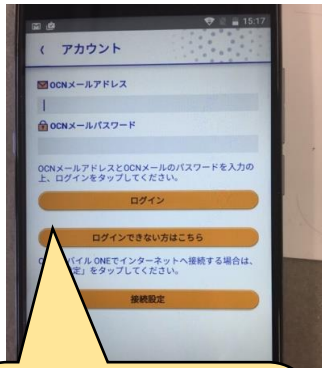 15:17
アカウント
OCNメールアドレス
OCNメールパスワード
OCNメールアドレスとOCNメールのパスワードを入力の
上、ログインをタップしてください。
ログイン
ログインできない方はこちら
バイル ONEでインターネットへ接続する場合は、
定」をタップしてください。
接続設定